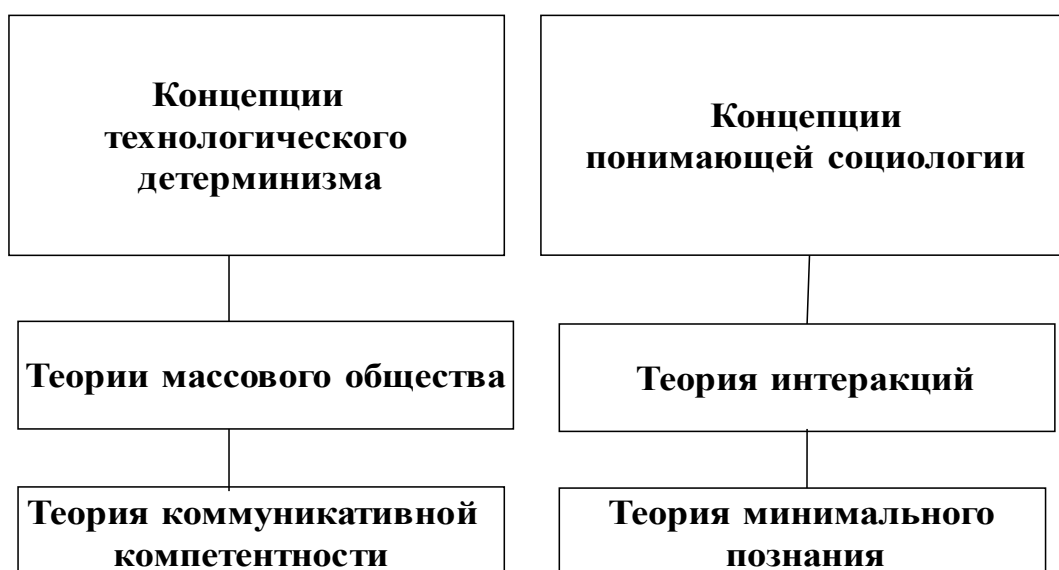 Концепции
технологического
детерминизма
Концепции
понимающей социологии
Теории массового общества
Теория интеракций
Теория коммуникативной
компетентности
Теория минимального
познания